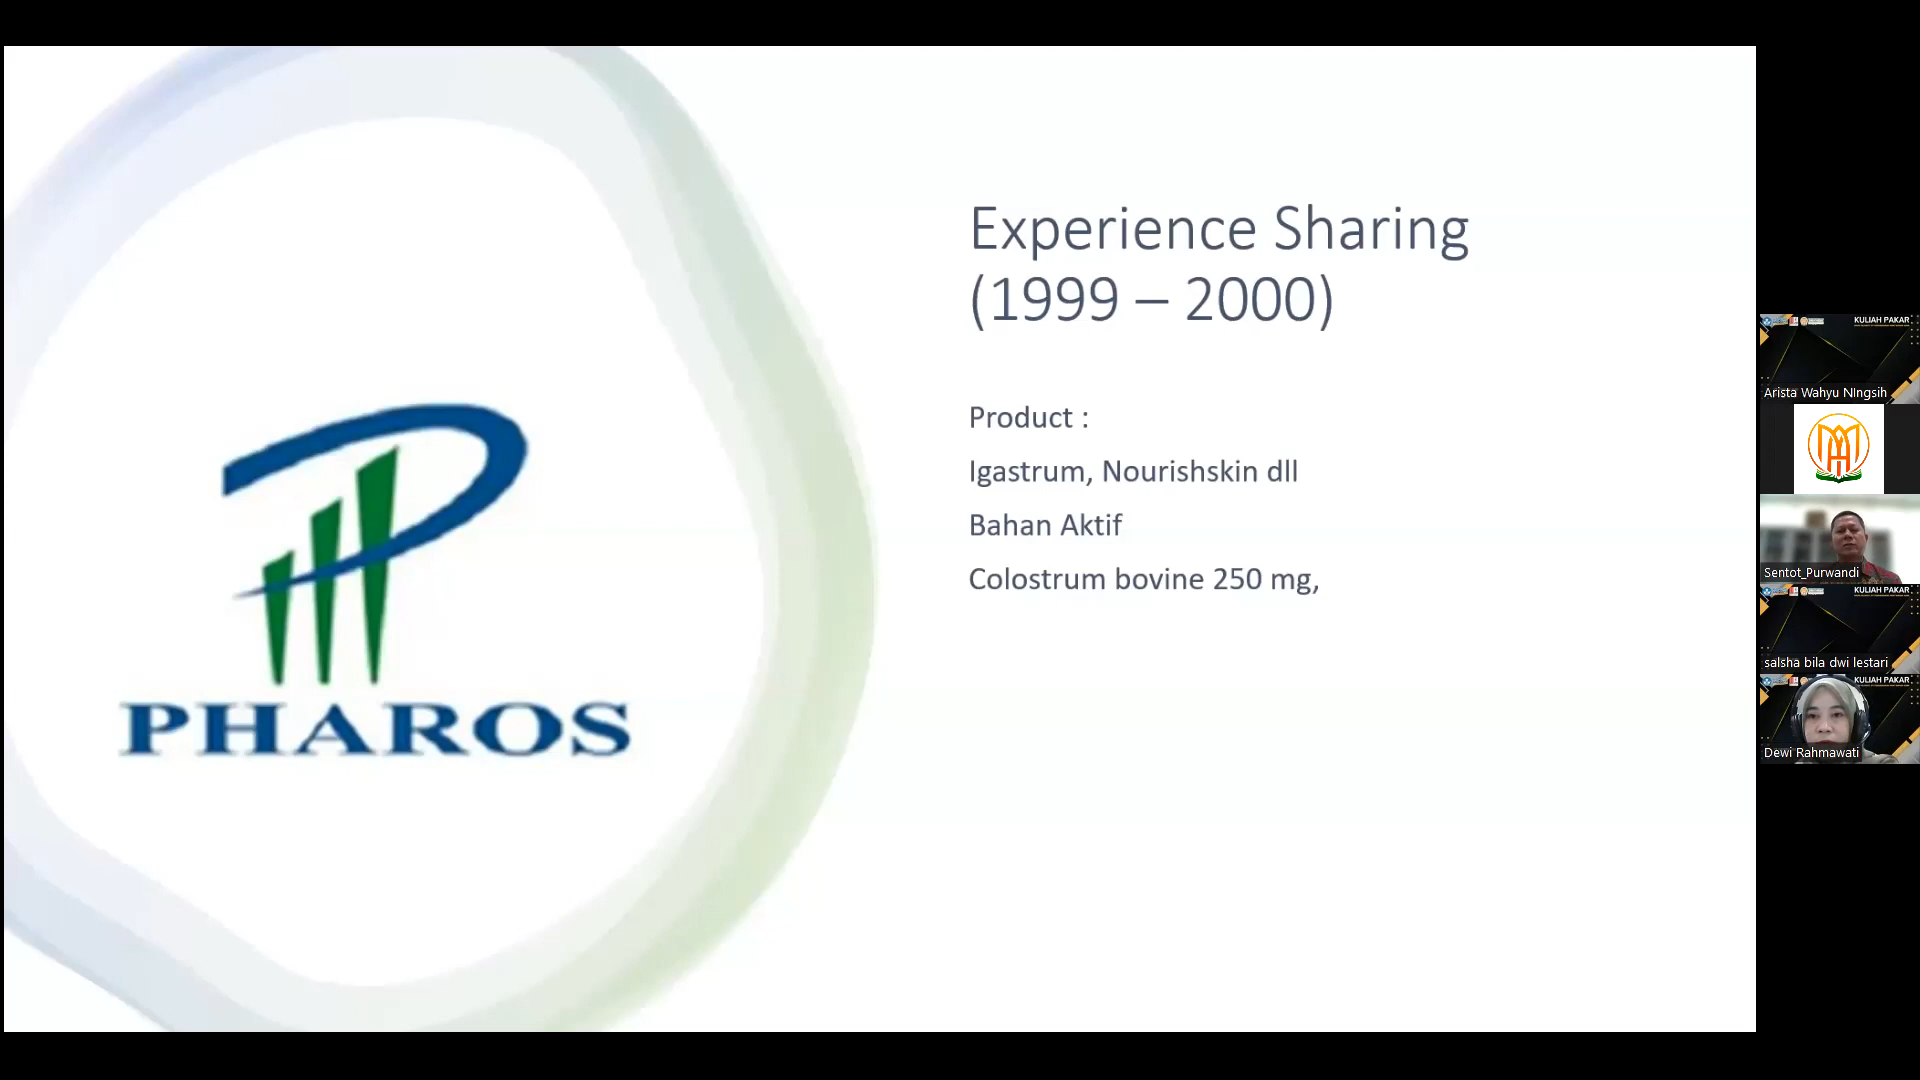 Experience Sharing
(1999 – 2000)
Product :
Igastrum, Nourishskin dll
Bahan Aktif
Colostrum bovine 250 mg,
PHAROS
KULIAH PAKAR
Arista Wahyu NIngsih
Sentot_Purwandi
KULIAH PAKAR
salsha bila dwi lestari
KULIAH PAKAR
Dewi Rahmawati